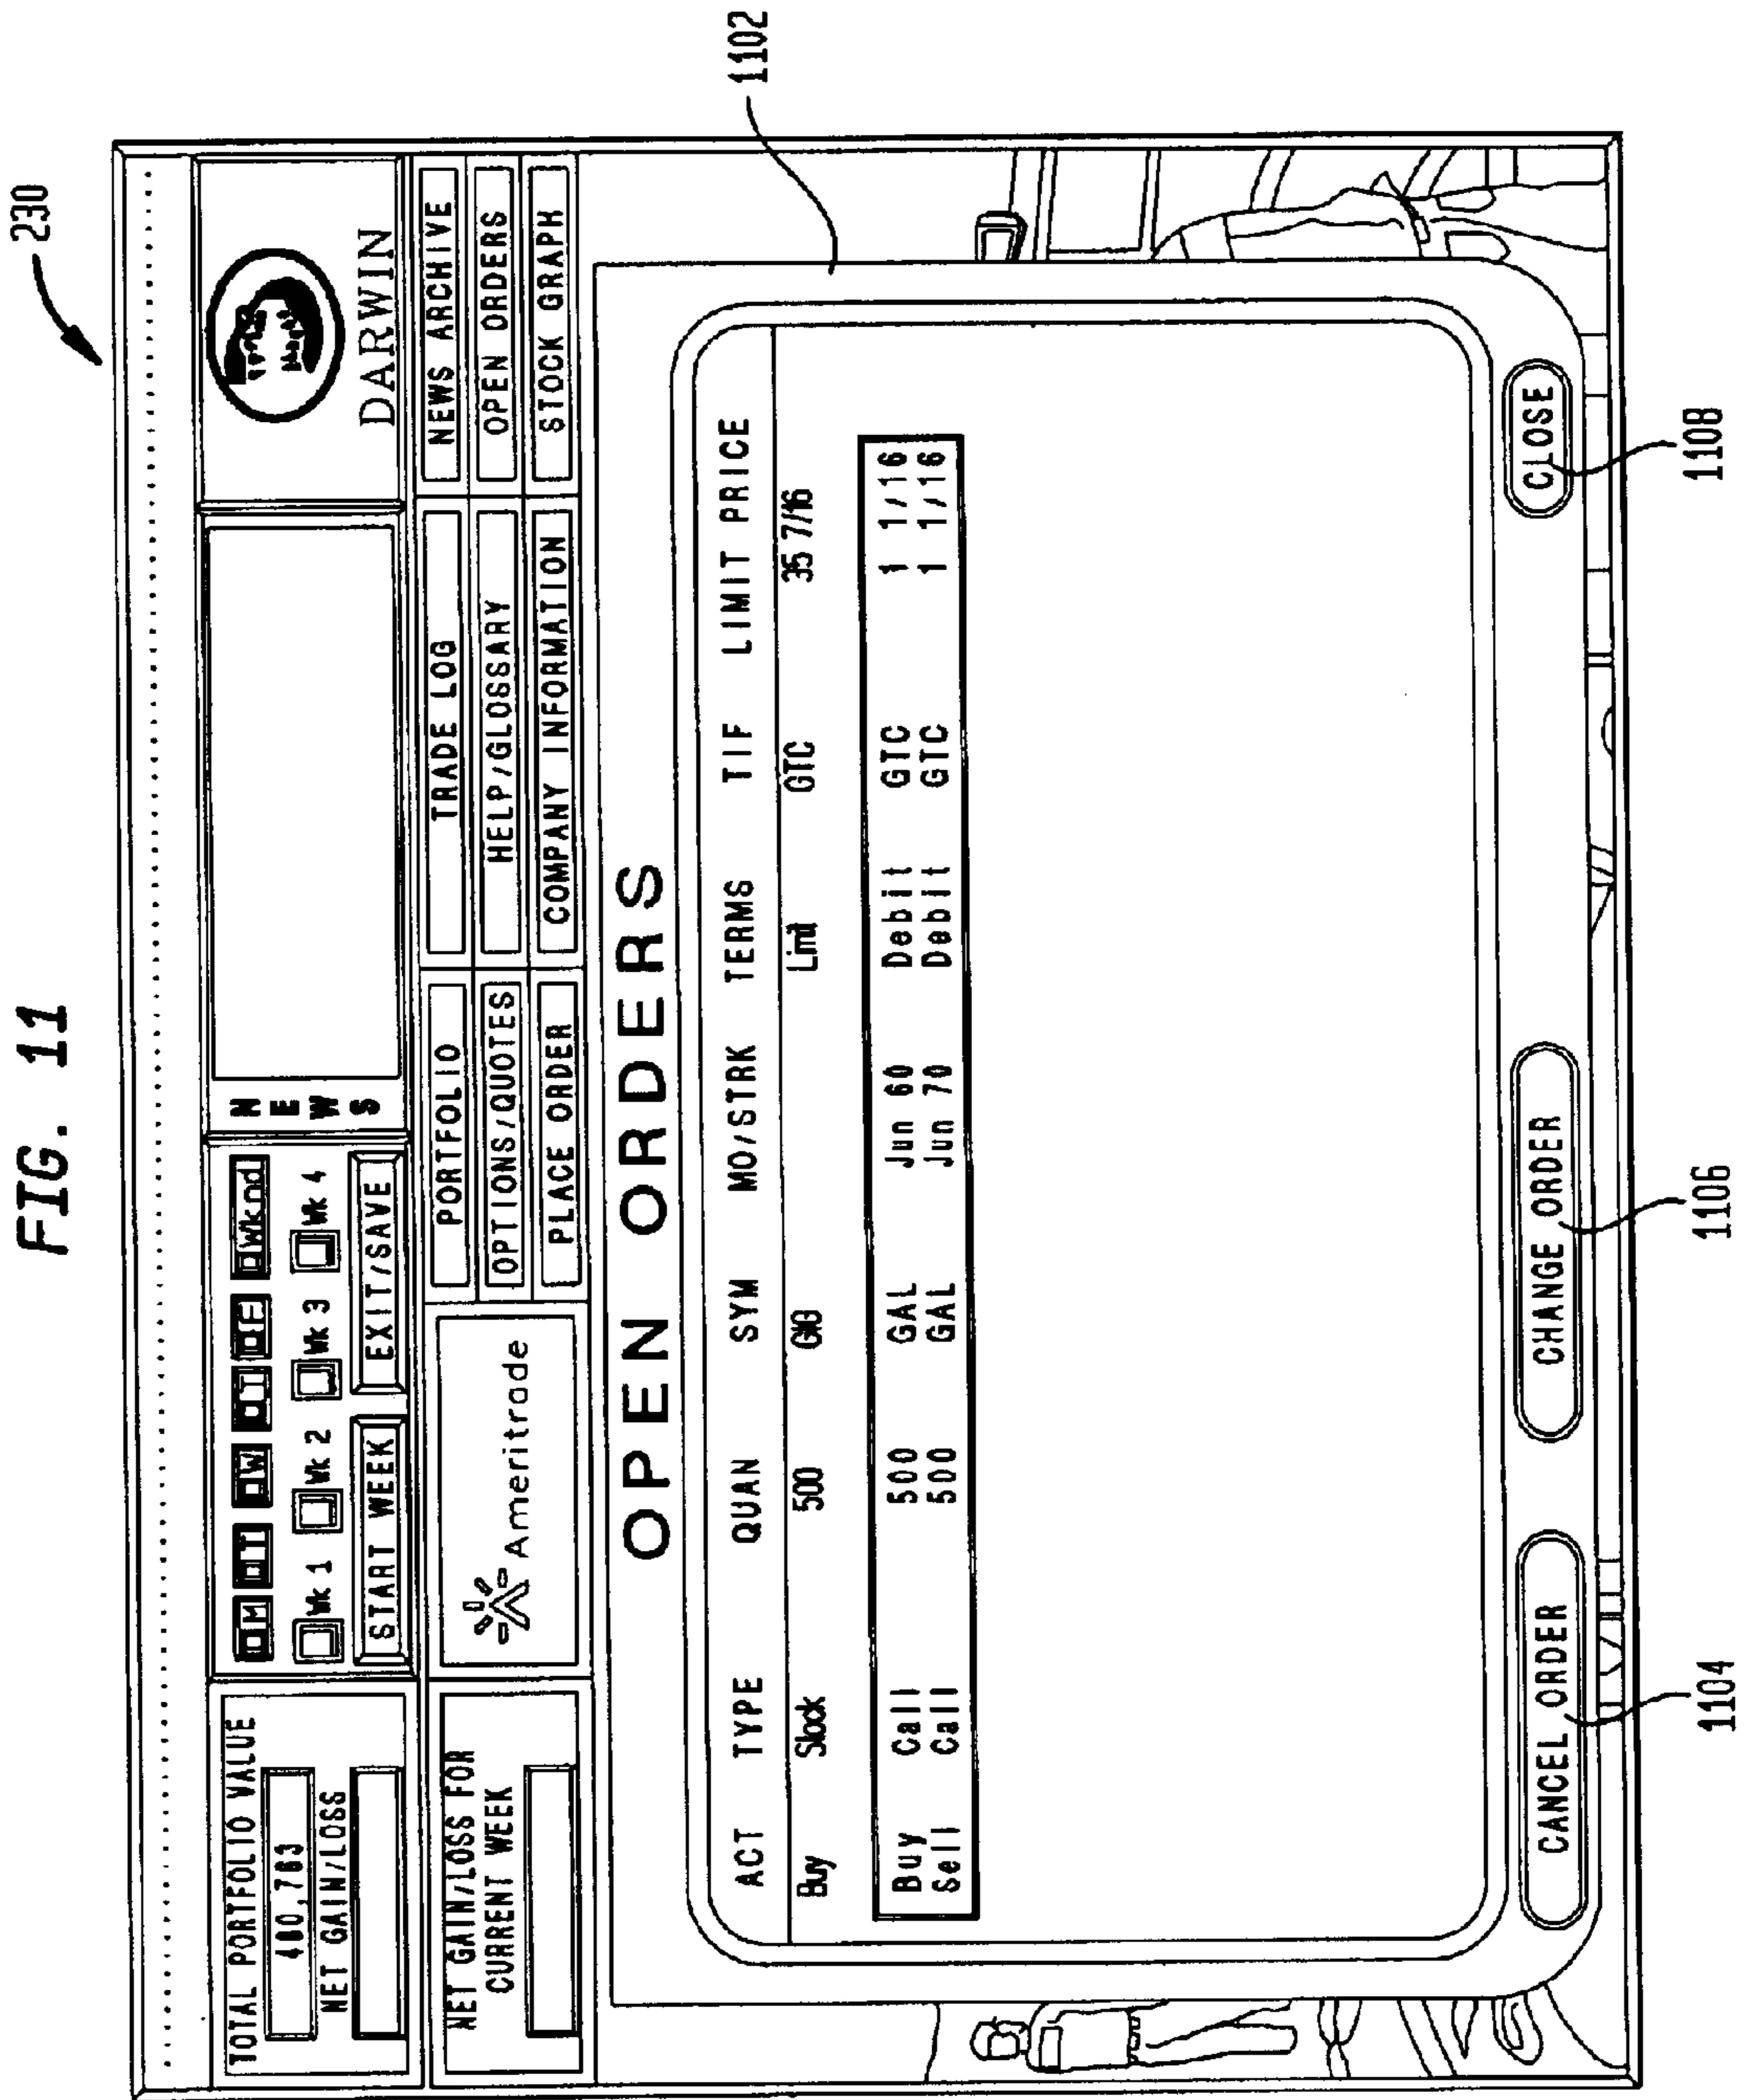 FIG. 11
230
TOTAL PORTFOLIO VALUE
NET GAIN/LOSS
M T W T F Wknd
Wk 1 Wk 2 Wk 3 Wk 4
START WEEK EXIT/SAVE
NEWS
DARWIN
NET GAIN/LOSS FOR
CURRENT WEEK
Ameritrade
PORTFOLIO TRADE LOG NEWS ARCHIVE
OPTIONS/QUOTES HELP/GLOSSARY OPEN ORDERS
PLACE ORDER COMPANY INFORMATION STOCK GRAPH
OPEN ORDERS
1102
ACT TYPE QUAN SYM MO/STRK TERMS TIF LIMIT PRICE
Buy Stock 500 Limit GTC 35 7/16
Buy Call 500 GAL Jun 60 Debit GTC 1 1/16
Sell Call 500 GAL Jun 70 Debit GTC 1 1/16
CANCEL ORDER CHANGE ORDER CLOSE
1104 1106 1108